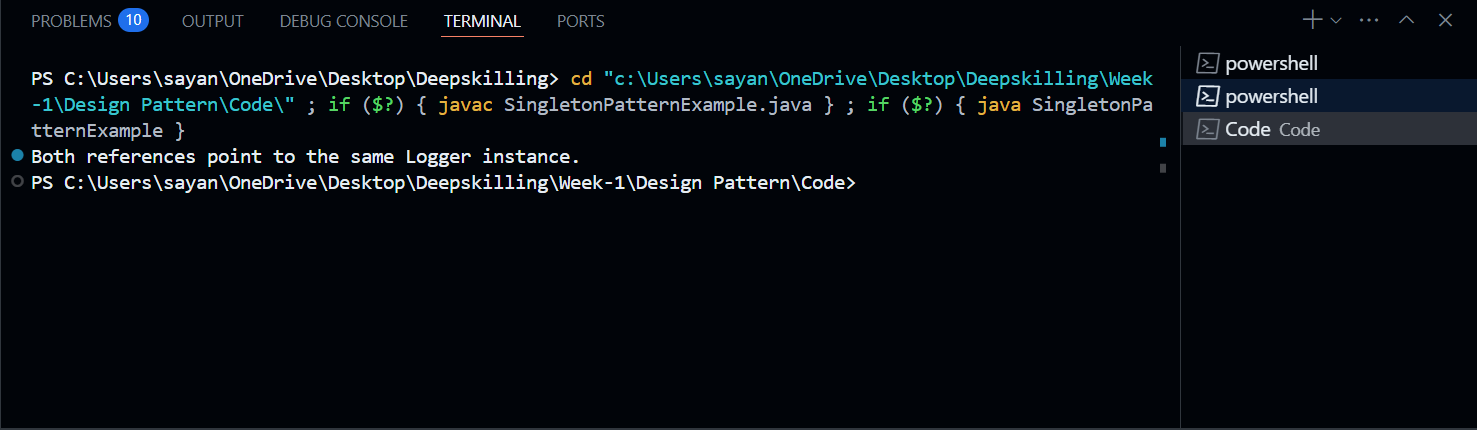 PROBLEMS 10 OUTPUT DEBUG CONSOLE TERMINAL PORTS
PS C:\Users\sayan\OneDrive\Desktop\Deepskilling> cd "c:\Users\sayan\OneDrive\Desktop\Deepskilling\Week
-1\Design Pattern\Code\" ; if ($?) { javac SingletonPatternExample.java } ; if ($?) { java SingletonPa
tternExample }
Both references point to the same Logger instance.
PS C:\Users\sayan\OneDrive\Desktop\Deepskilling\Week-1\Design Pattern\Code>
powershell
powershell
Code Code